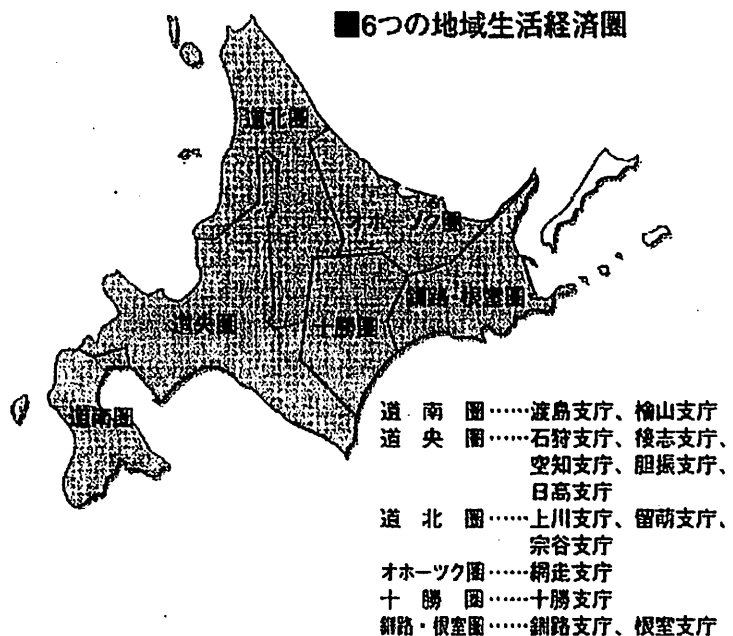 ■6つの地域生活経済圏
道北圏
オホーツク圏
釧路・根室圏
道央圏
十勝圏
道南圏
道南圏……渡島支庁、檜山支庁
道央圏……石狩支庁、後志支庁、
空知支庁、胆振支庁、
日高支庁
道北圏……上川支庁、留萌支庁、
宗谷支庁
オホーツク圏……網走支庁
十勝圏……十勝支庁
釧路・根室圏……釧路支庁、根室支庁